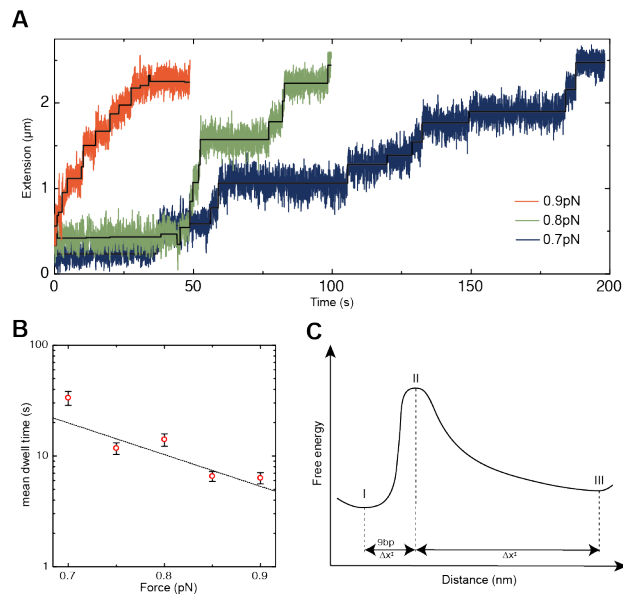 A
Extension (μm)
2
1
0
0.9pN
0.8pN
0.7pN
0 50 100 150 200
Time (s)
B
mean dwell time (s)
100
10
1
0.7 0.8 0.9
Force (pN)
C
Free energy
I
II
III
9bp
Δx‡ Δx‡
Distance (nm)